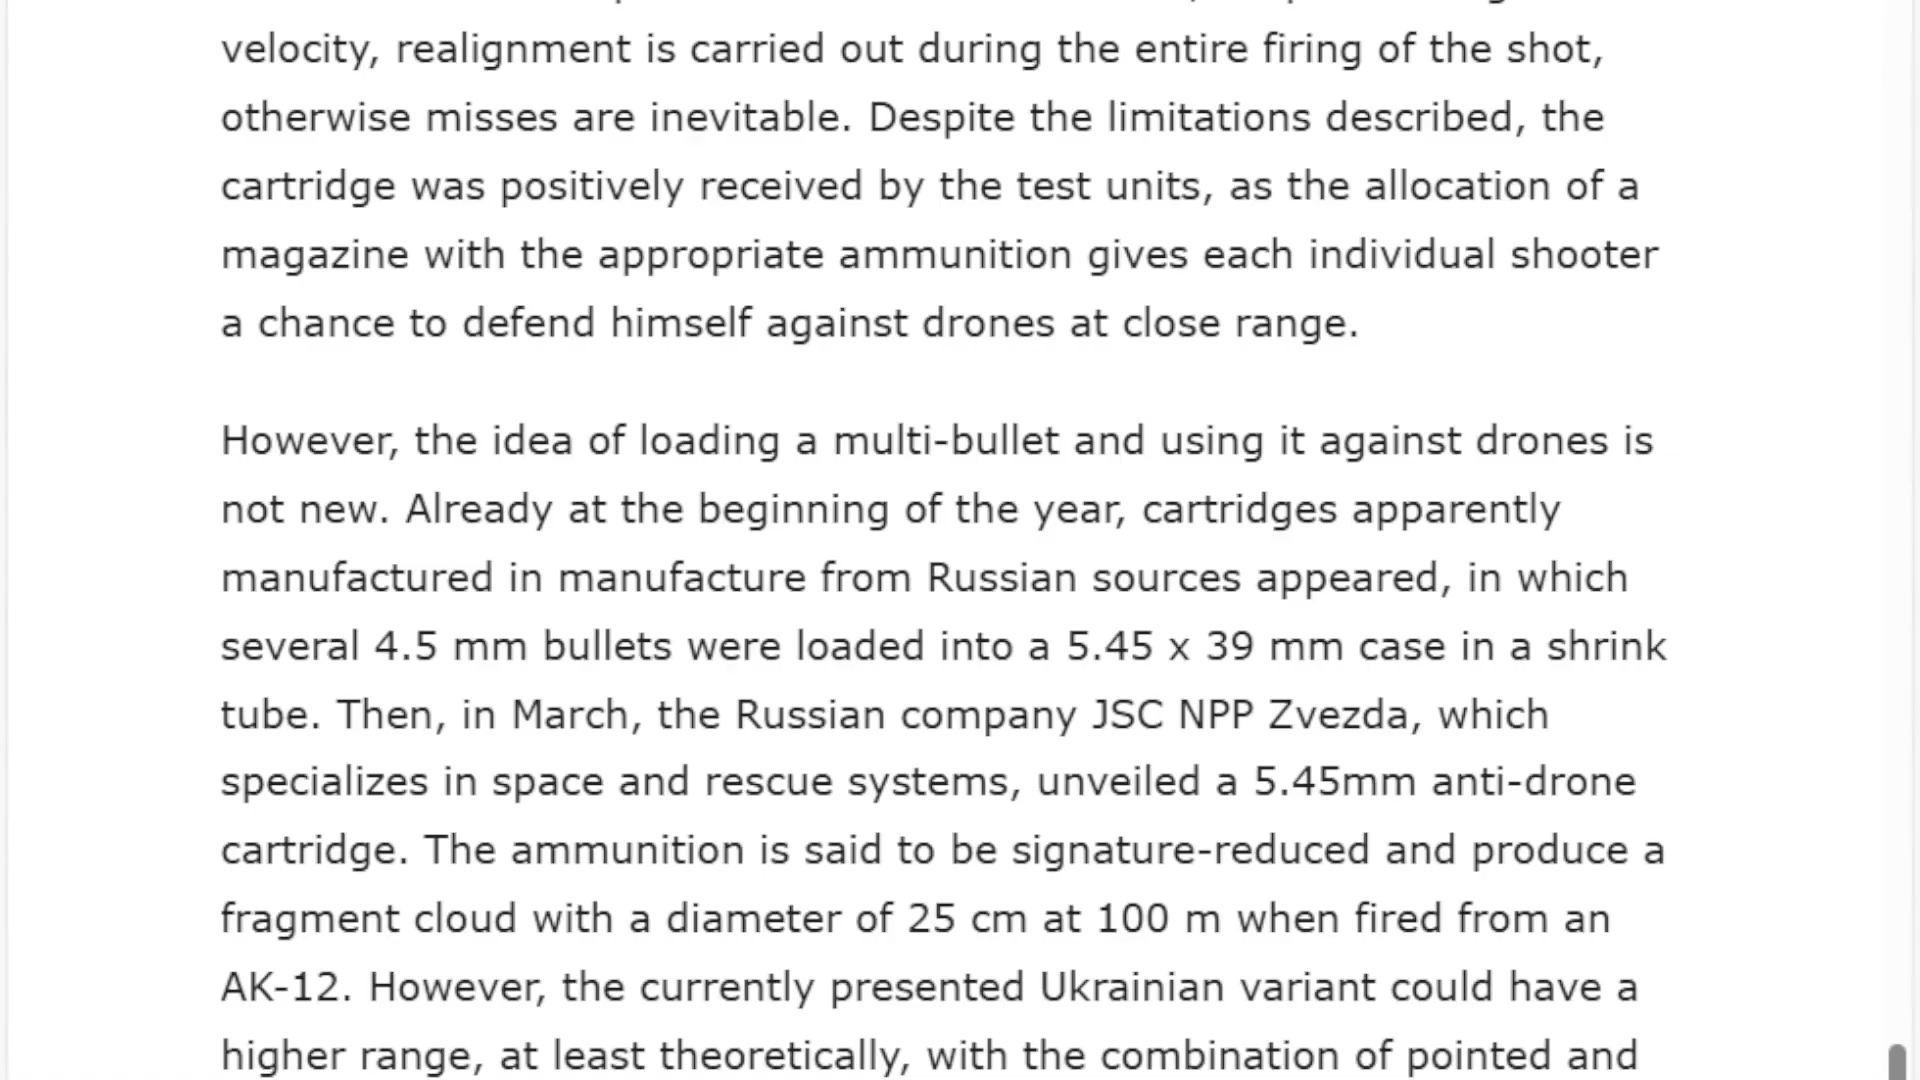 velocity, realignment is carried out during the entire firing of the shot,
otherwise misses are inevitable. Despite the limitations described, the
cartridge was positively received by the test units, as the allocation of a
magazine with the appropriate ammunition gives each individual shooter
a chance to defend himself against drones at close range.
However, the idea of loading a multi-bullet and using it against drones is
not new. Already at the beginning of the year, cartridges apparently
manufactured in manufacture from Russian sources appeared, in which
several 4.5 mm bullets were loaded into a 5.45 x 39 mm case in a shrink
tube. Then, in March, the Russian company JSC NPP Zvezda, which
specializes in space and rescue systems, unveiled a 5.45mm anti-drone
cartridge. The ammunition is said to be signature-reduced and produce a
fragment cloud with a diameter of 25 cm at 100 m when fired from an
AK-12. However, the currently presented Ukrainian variant could have a
higher range, at least theoretically, with the combination of pointed and